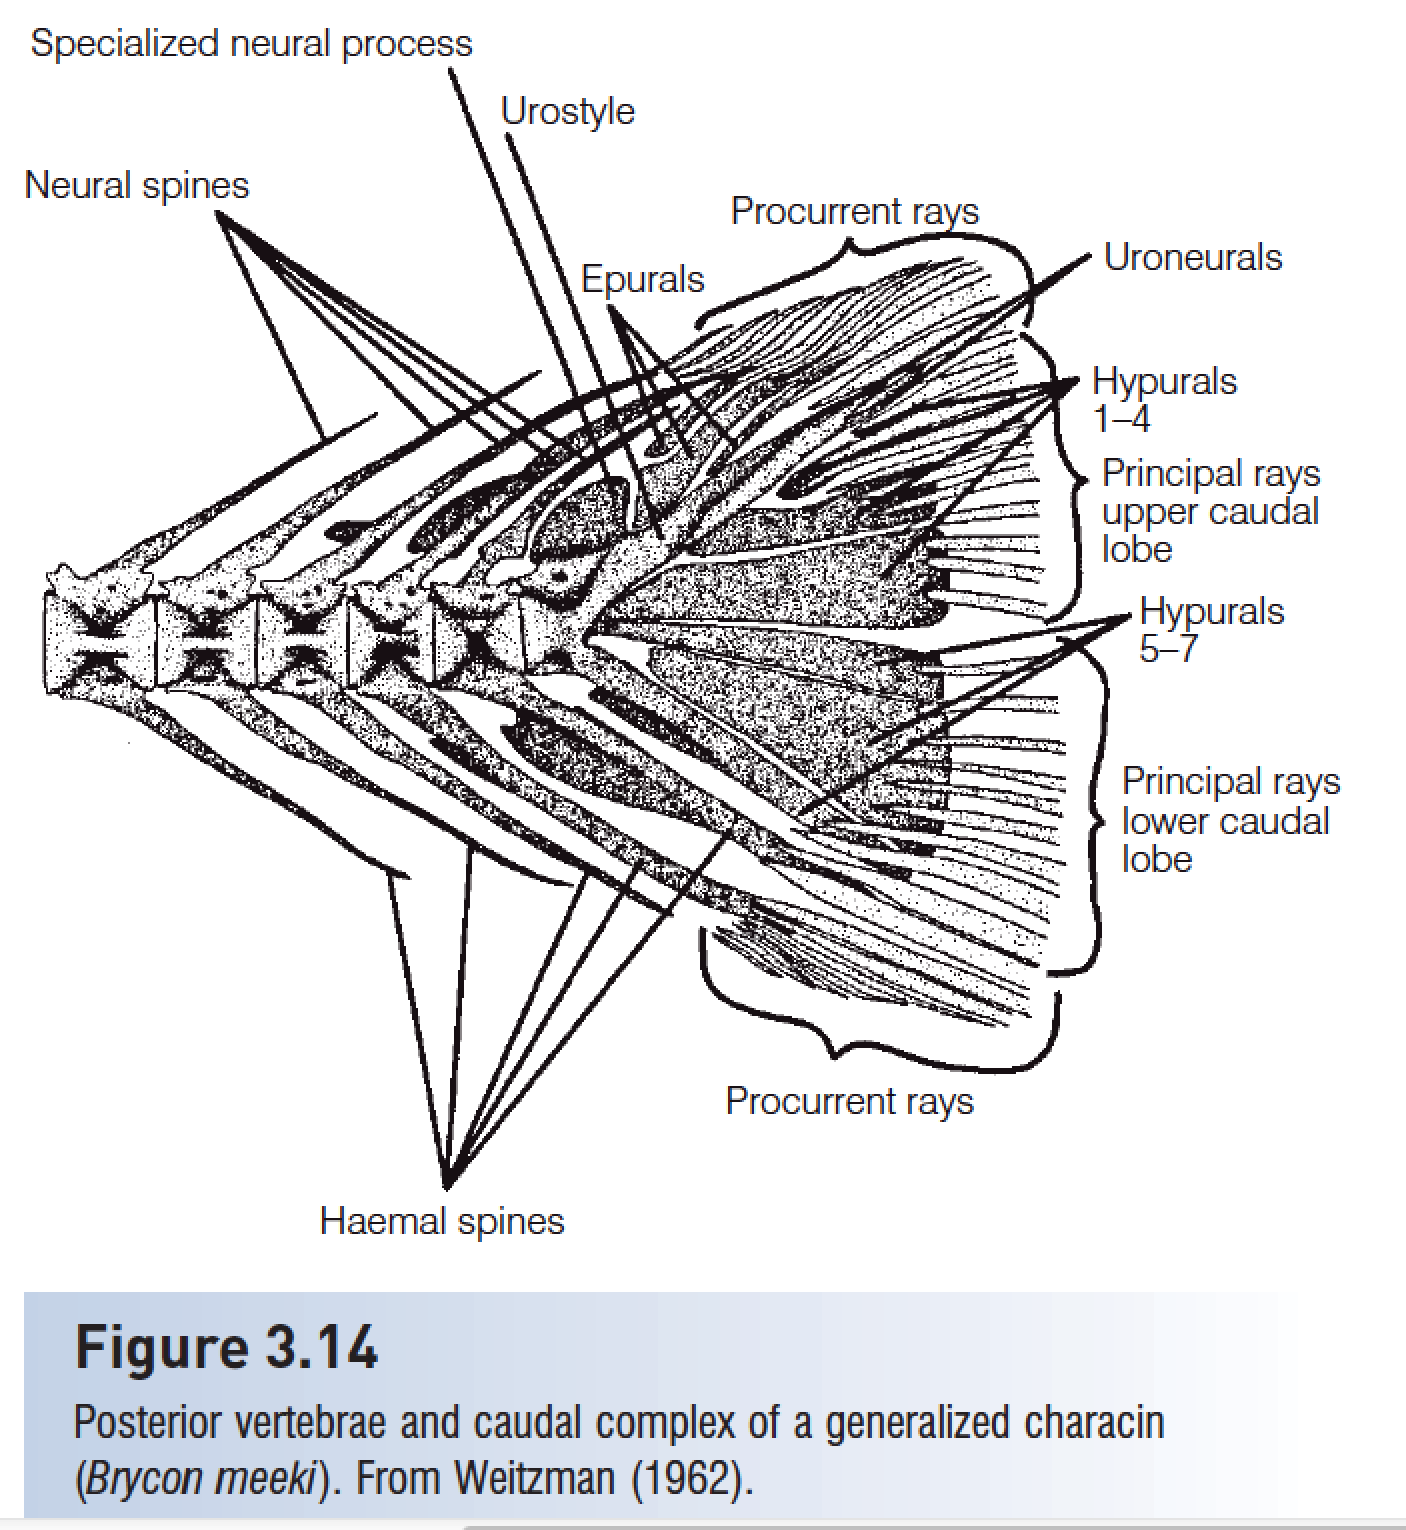 Specialized neural process
Urostyle
Neural spines
Procurrent rays
Uroneurals
Epurals
Hypurals
1–4
Principal rays
upper caudal
lobe
Hypurals
5–7
Principal rays
lower caudal
lobe
Procurrent rays
Haemal spines
Figure 3.14
Posterior vertebrae and caudal complex of a generalized characin
(Brycon meeki). From Weitzman (1962).